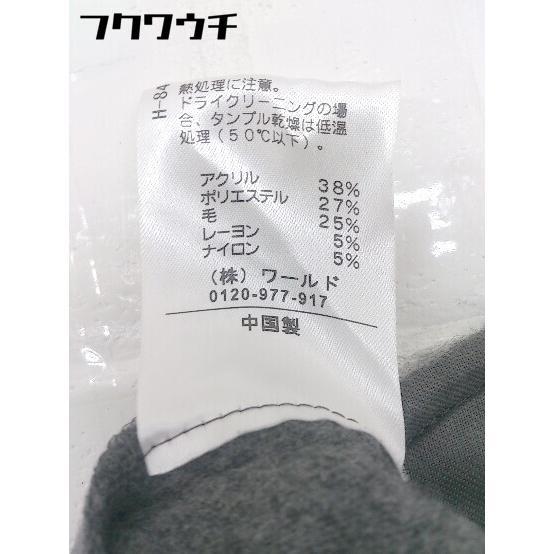 フクワウチ
H-84
熱処理に注意。
ドライクリーニングの場
合、タンブル乾燥は低温
処理（５０℃以下）。
アクリル 38%
ポリエステル 27%
毛 25%
レーヨン 5%
ナイロン 5%
（株）ワールド
0120-977-917
中国製